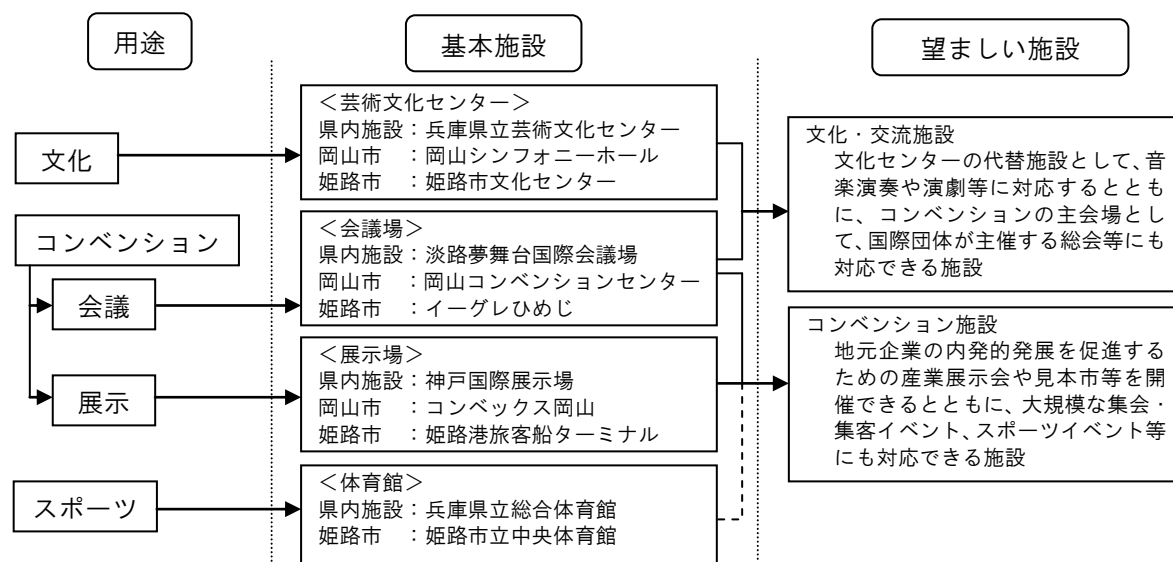 用途
基本施設
望ましい施設
文化
コンベンション
会議
展示
スポーツ
＜芸術文化センター＞
県内施設：兵庫県立芸術文化センター
岡山市　：岡山シンフォニーホール
姫路市　：姫路市文化センター
＜会議場＞
県内施設：淡路夢舞台国際会議場
岡山市　：岡山コンベンションセンター
姫路市　：イーグレひめじ
＜展示場＞
県内施設：神戸国際展示場
岡山市　：コンベックス岡山
姫路市　：姫路港旅客船ターミナル
＜体育館＞
県内施設：兵庫県立総合体育館
姫路市　：姫路市立中央体育館
文化・交流施設
文化センターの代替施設として、音
楽演奏や演劇等に対応するととも
に、コンベンションの主会場とし
て、国際団体が主催する総会等にも
対応できる施設
コンベンション施設
地元企業の内発的発展を促進する
ための産業展示会や見本市等を開
催できるとともに、大規模な集会・
集客イベント、スポーツイベント等
にも対応できる施設